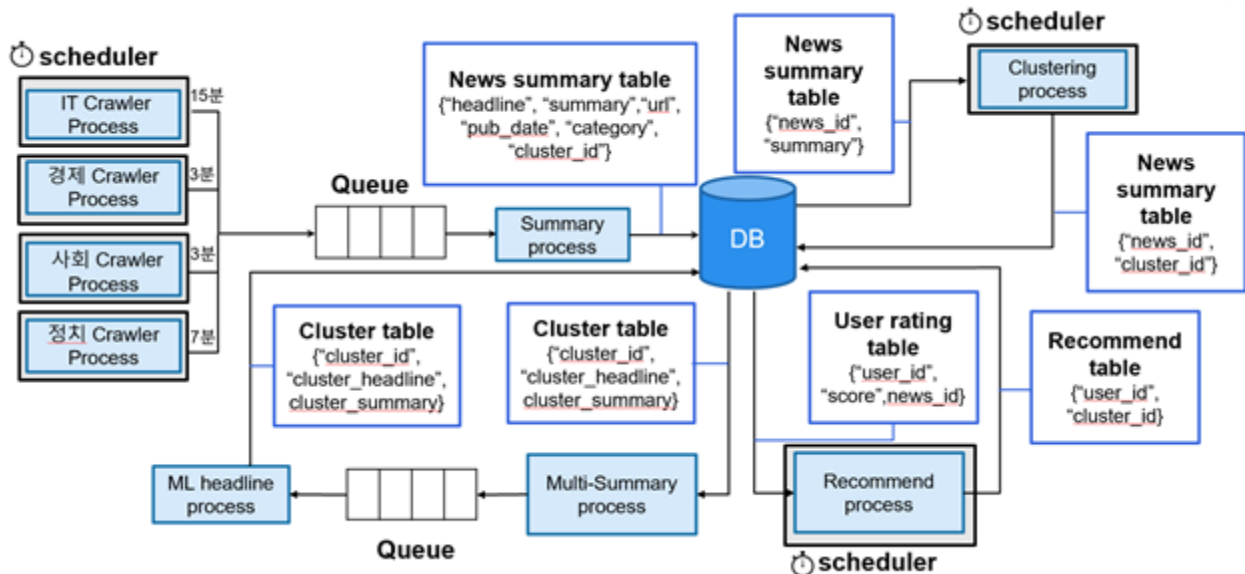 scheduler
IT Crawler
Process
15분
경제 Crawler
Process
3분
사회 Crawler
Process
3분
정치 Crawler
Process
7분
Queue
News summary table
{“headline”, “summary”,“url”,
“pub_date”, “category”,
“cluster_id”}
Summary
process
DB
News
summary
table
{“news_id”,
“summary”}
scheduler
Clustering
process
News
summary
table
{“news_id”,
“cluster_id”}
Cluster table
{“cluster_id”,
“cluster_headline”,
cluster_summary}
Cluster table
{“cluster_id”,
“cluster_headline”,
cluster_summary}
User rating
table
{“user_id”,
“score”,news_id}
Recommend
table
{“user_id”,
“cluster_id}
ML headline
process
Queue
Multi-Summary
process
Recommend
process
scheduler